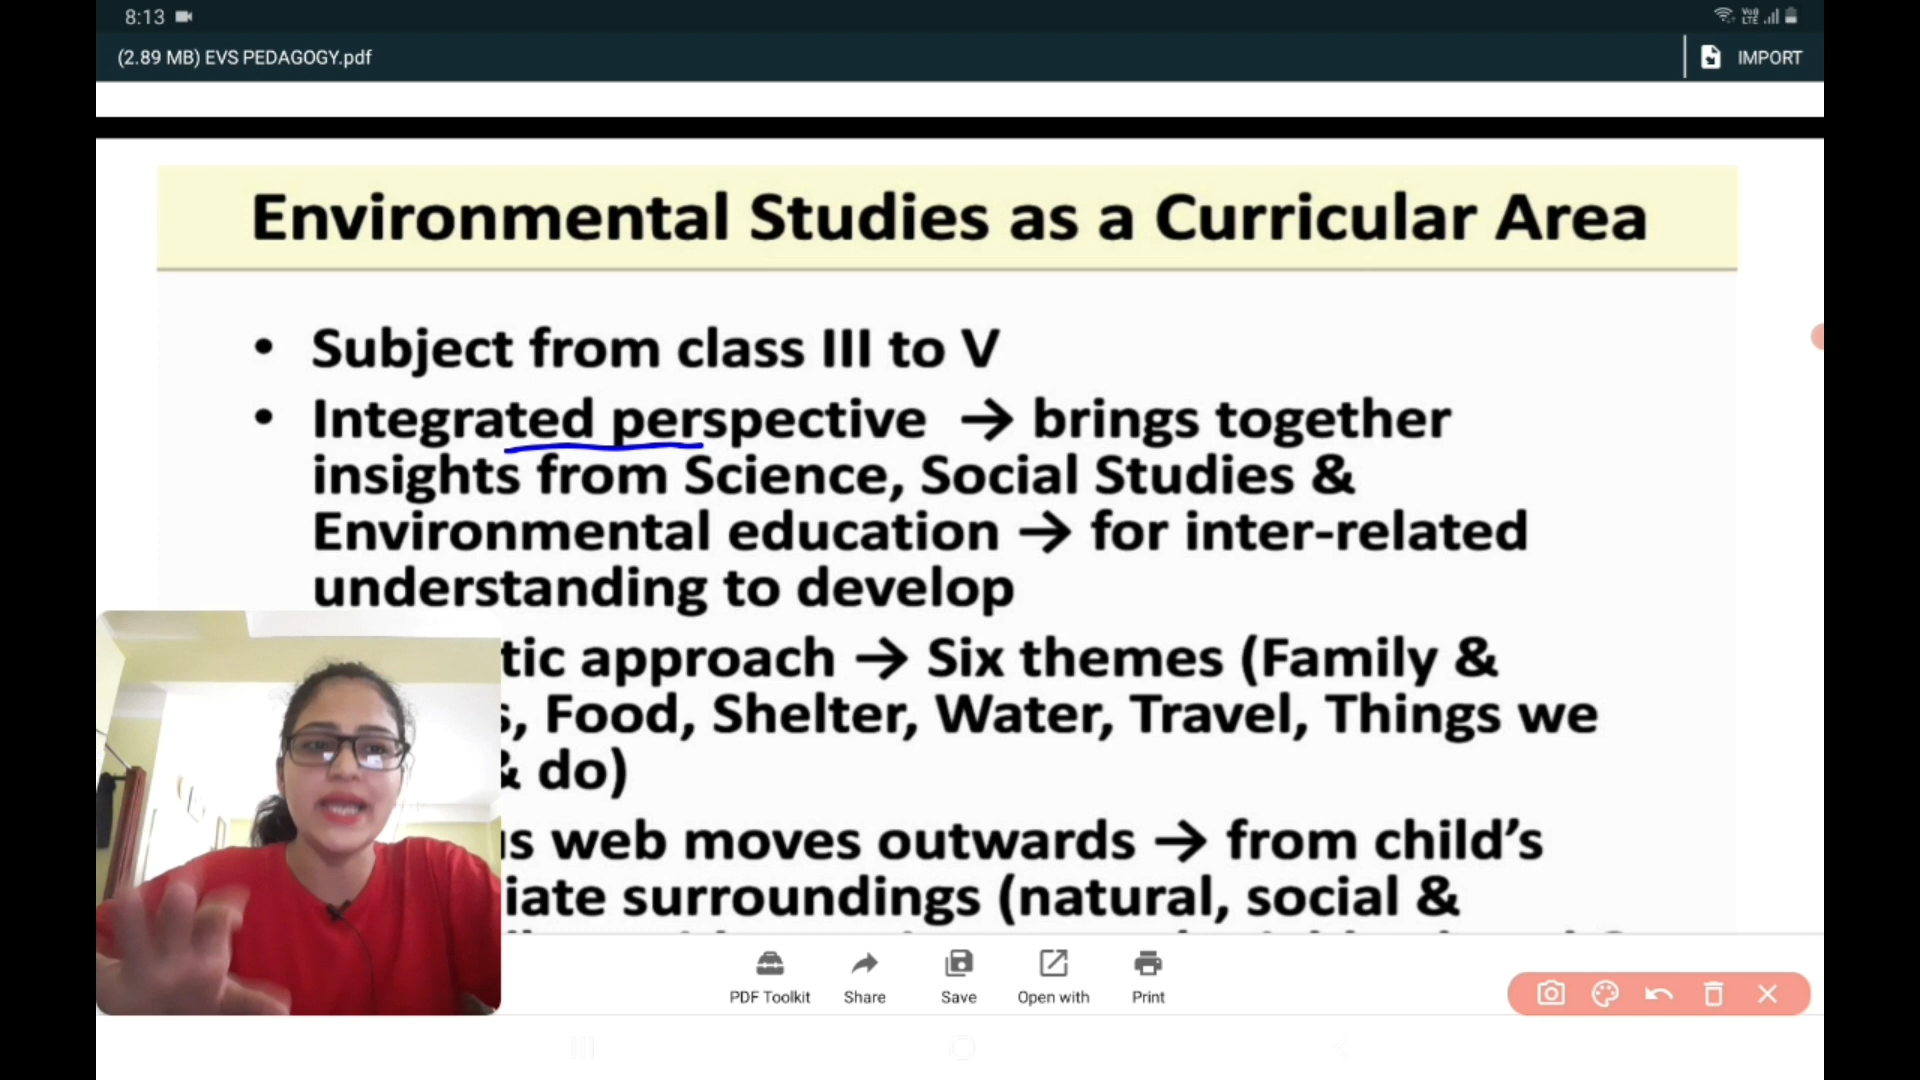 8:13
Vo)) LTE
(2.89 MB) EVS PEDAGOGY.pdf
IMPORT
Environmental Studies as a Curricular Area
• Subject from class III to V
• Integrated perspective → brings together
insights from Science, Social Studies &
Environmental education → for inter-related
understanding to develop
tic approach → Six themes (Family &
s, Food, Shelter, Water, Travel, Things we
& do)
us web moves outwards → from child’s
iate surroundings (natural, social &
PDF Toolkit
Share
Save
Open with
Print